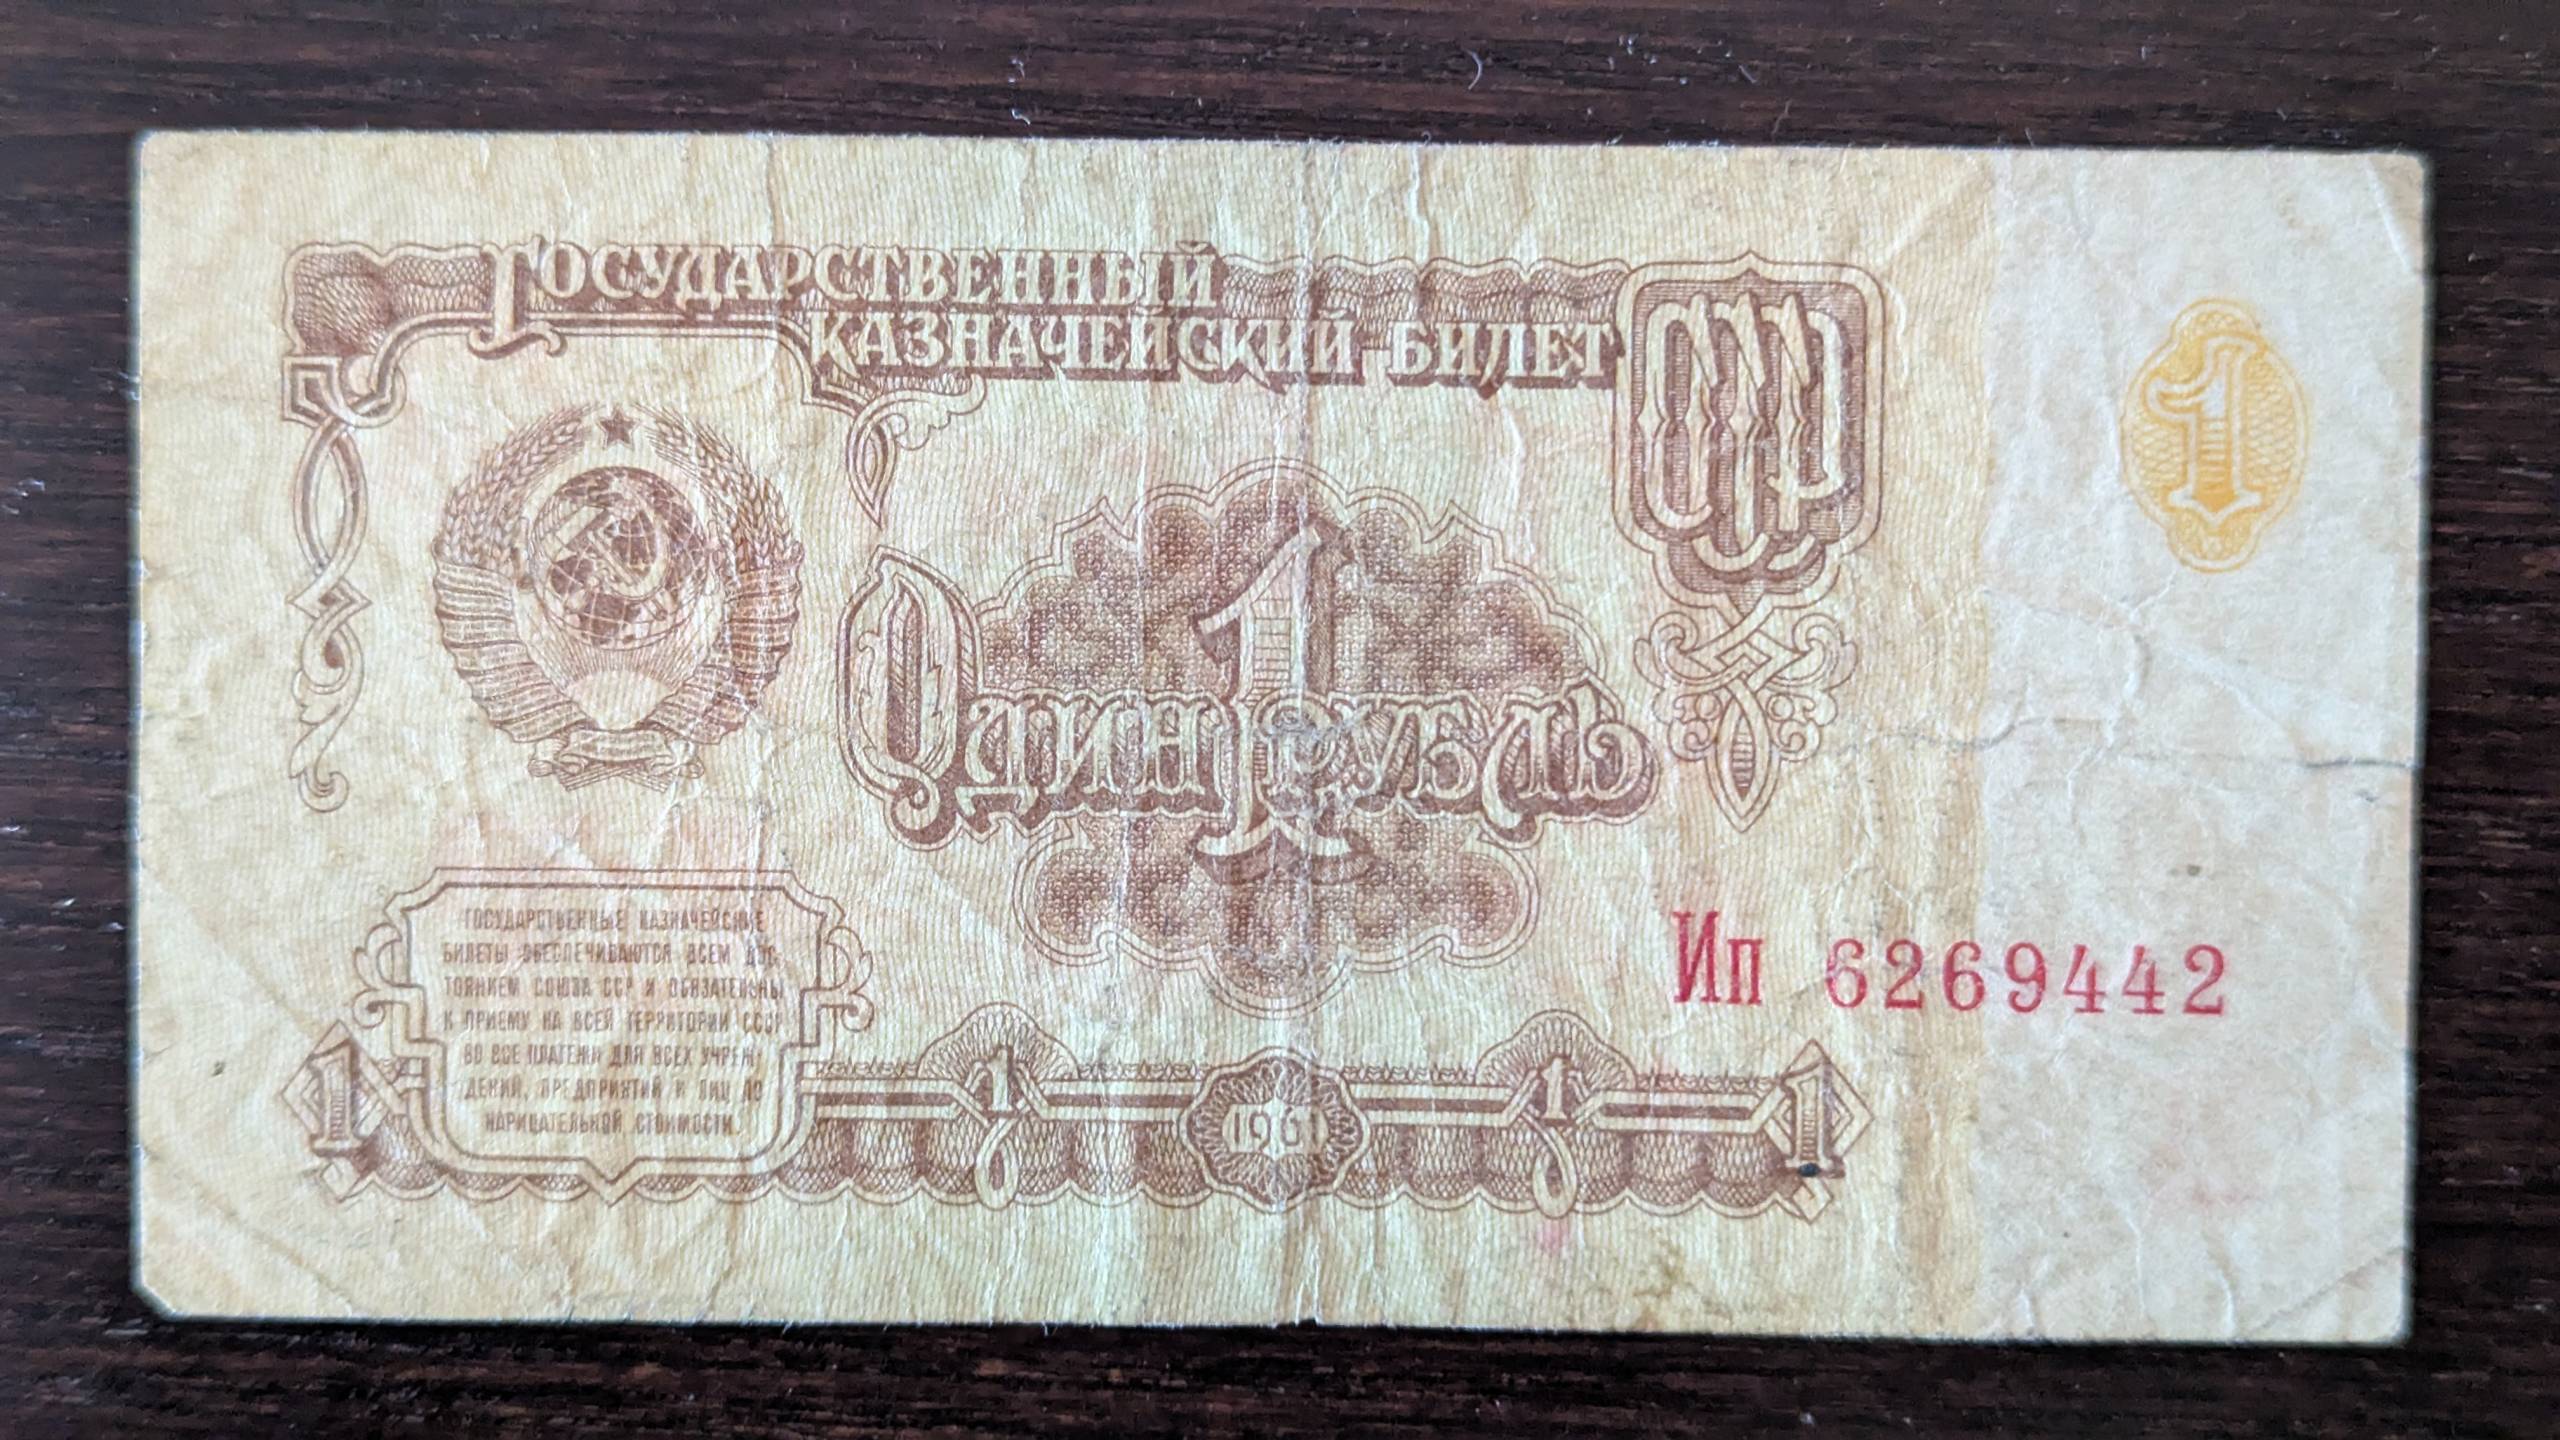 Государственный
казначейский билет
СССР
1
1
Один рубль
Ип 6269442
ГОСУДАРСТВЕННЫЕ КАЗНАЧЕЙСКИЕ
БИЛЕТЫ ОБЕСПЕЧИВАЮТСЯ ВСЕМ ДОС-
ТОЯНИЕМ СОЮЗА ССР И ОБЯЗАТЕЛЬНЫ
К ПРИЕМУ НА ВСЕЙ ТЕРРИТОРИИ СССР
ВО ВСЕ ПЛАТЕЖИ ДЛЯ ВСЕХ УЧРЕЖ-
ДЕНИЙ, ПРЕДПРИЯТИЙ И ЛИЦ ПО
НАРИЦАТЕЛЬНОЙ СТОИМОСТИ.
1 1 1961 1 1